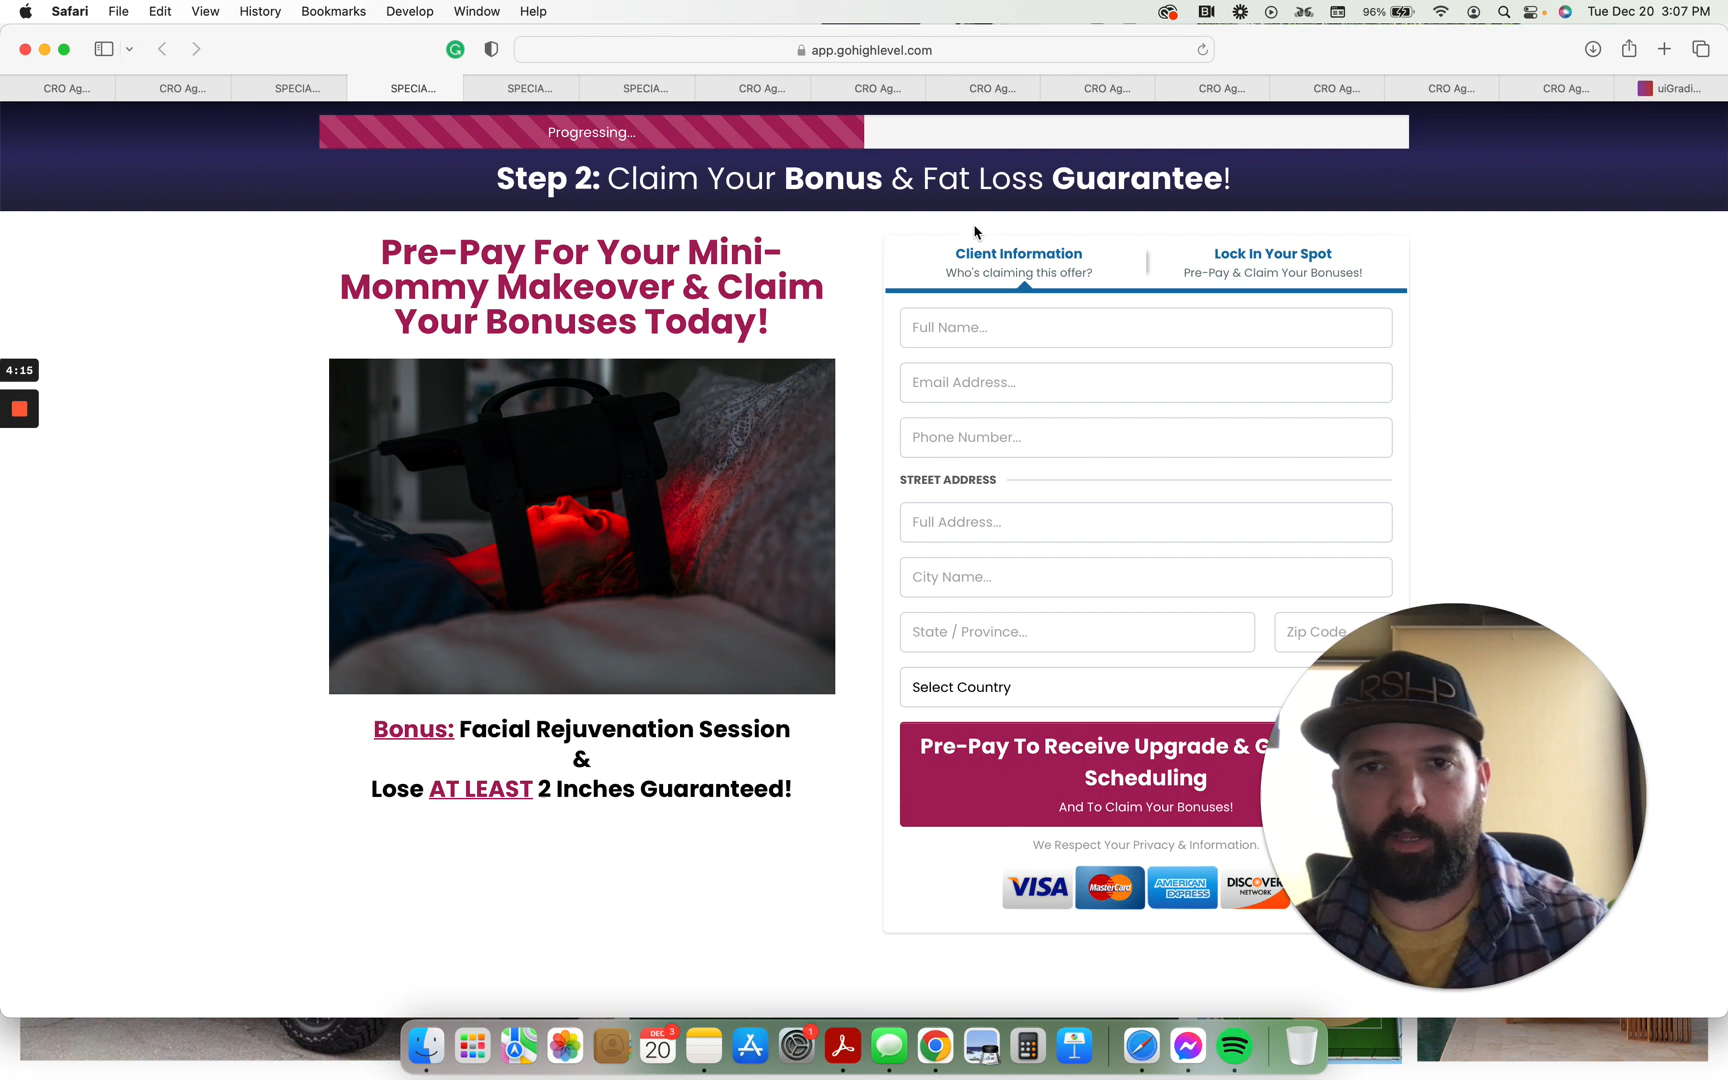 Safari File Edit View History Bookmarks Develop Window Help 96% Tue Dec 20 3:07 PM
app.gohighlevel.com
CRO Ag... CRO Ag... SPECIA... SPECIA... SPECIA... SPECIA... CRO Ag... CRO Ag... CRO Ag... CRO Ag... CRO Ag... CRO Ag... CRO Ag... CRO Ag... uiGradi...
Progressing...
Step 2: Claim Your Bonus & Fat Loss Guarantee!
Pre-Pay For Your Mini-
Mommy Makeover & Claim
Your Bonuses Today!
Bonus: Facial Rejuvenation Session
&
Lose AT LEAST 2 Inches Guaranteed!
4:15
Client Information
Who's claiming this offer?
Lock In Your Spot
Pre-Pay & Claim Your Bonuses!
Full Name...
Email Address...
Phone Number...
STREET ADDRESS
Full Address...
City Name...
State / Province...
Zip Code
Select Country
Pre-Pay To Receive Upgrade &
Scheduling
And To Claim Your Bonuses!
We Respect Your Privacy & Information.
VISA MasterCard AMERICAN EXPRESS DISCOVER NETWORK
RSHP
DEC 3
20
1